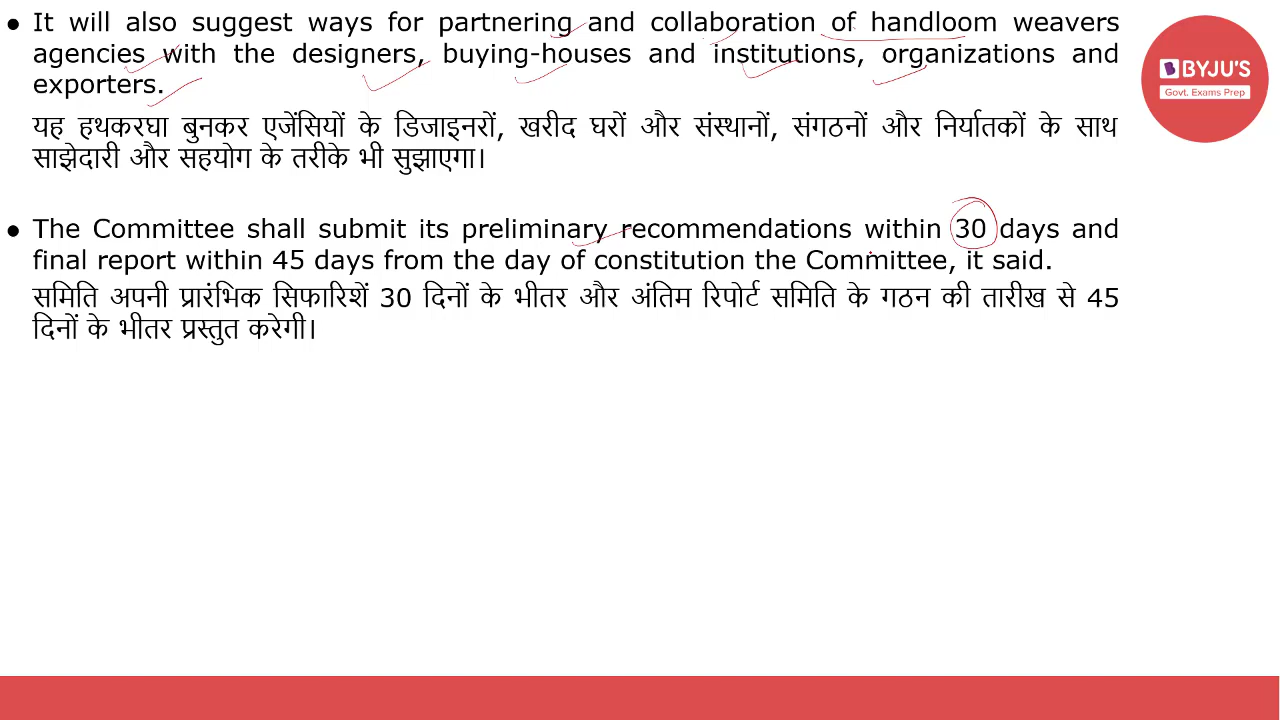 • It will also suggest ways for partnering and collaboration of handloom weavers
agencies with the designers, buying-houses and institutions, organizations and
exporters.
यह हथकरघा बुनकर एजेंसियों के डिजाइनरों, खरीद घरों और संस्थानों, संगठनों और निर्यातकों के साथ
साझेदारी और सहयोग के तरीके भी सुझाएगा।
• The Committee shall submit its preliminary recommendations within 30 days and
final report within 45 days from the day of constitution the Committee, it said.
समिति अपनी प्रारंभिक सिफारिशें 30 दिनों के भीतर और अंतिम रिपोर्ट समिति के गठन की तारीख से 45
दिनों के भीतर प्रस्तुत करेगी।
BYJU'S
Govt. Exams Prep